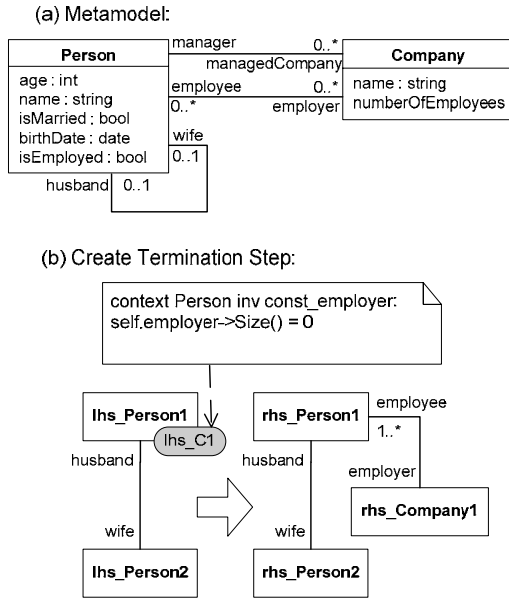 (a) Metamodel:
Person
age : int
name : string
isMarried : bool
birthDate : date
isEmployed : bool
manager
0..*
managedCompany
employee
0..*
0..*
employer
Company
name : string
numberOfEmployees
wife
0..1
husband
0..1
(b) Create Termination Step:
context Person inv const_employer:
self.employer->Size() = 0
lhs_Person1
lhs_C1
husband
wife
lhs_Person2
rhs_Person1
employee
1..*
husband
employer
rhs_Company1
wife
rhs_Person2